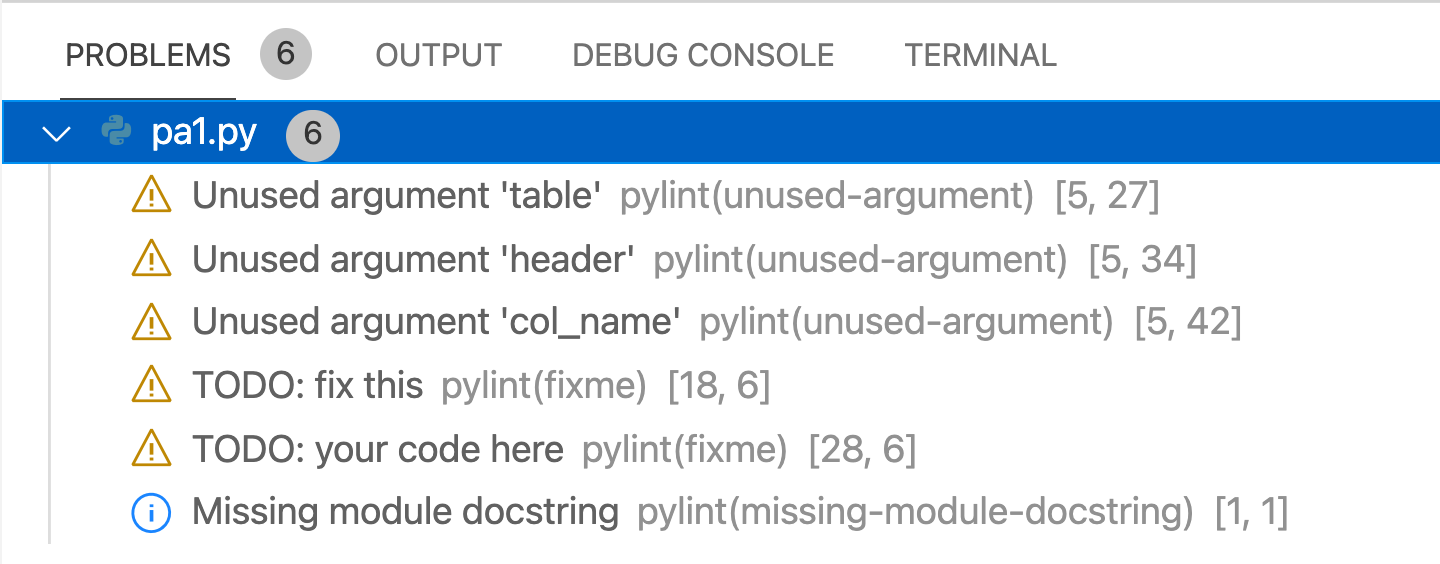 PROBLEMS 6 OUTPUT DEBUG CONSOLE TERMINAL
pa1.py 6
Unused argument 'table' pylint(unused-argument) [5, 27]
Unused argument 'header' pylint(unused-argument) [5, 34]
Unused argument 'col_name' pylint(unused-argument) [5, 42]
TODO: fix this pylint(fixme) [18, 6]
TODO: your code here pylint(fixme) [28, 6]
Missing module docstring pylint(missing-module-docstring) [1, 1]